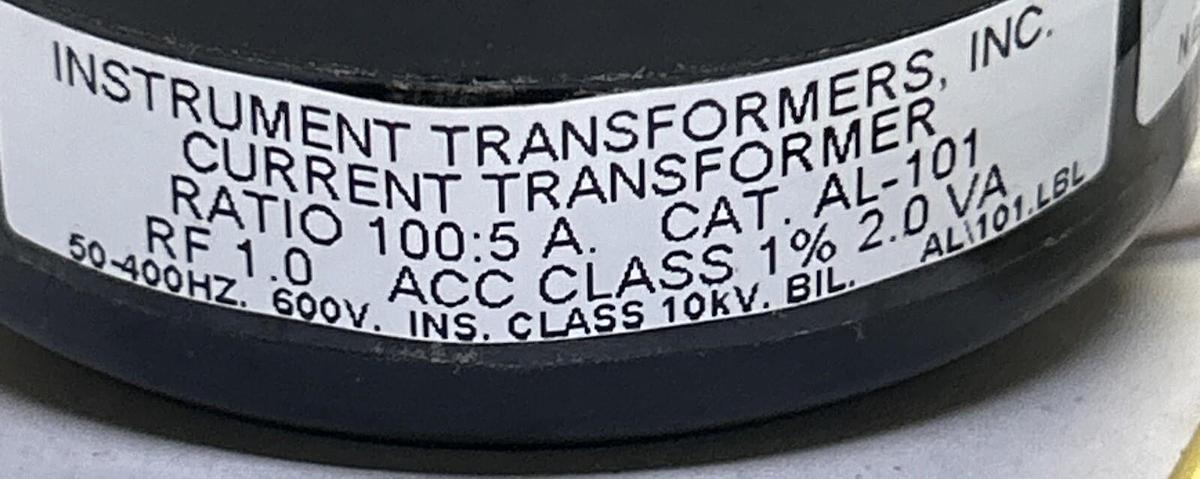 INSTRUMENT TRANSFORMERS, INC.
CURRENT TRANSFORMER
RATIO 100:5 A. CAT. AL-101
RF 1.0 ACC CLASS 1% 2.0 VA
50-400HZ. 600V. INS. CLASS 10KV. BIL. AL\101.LBL